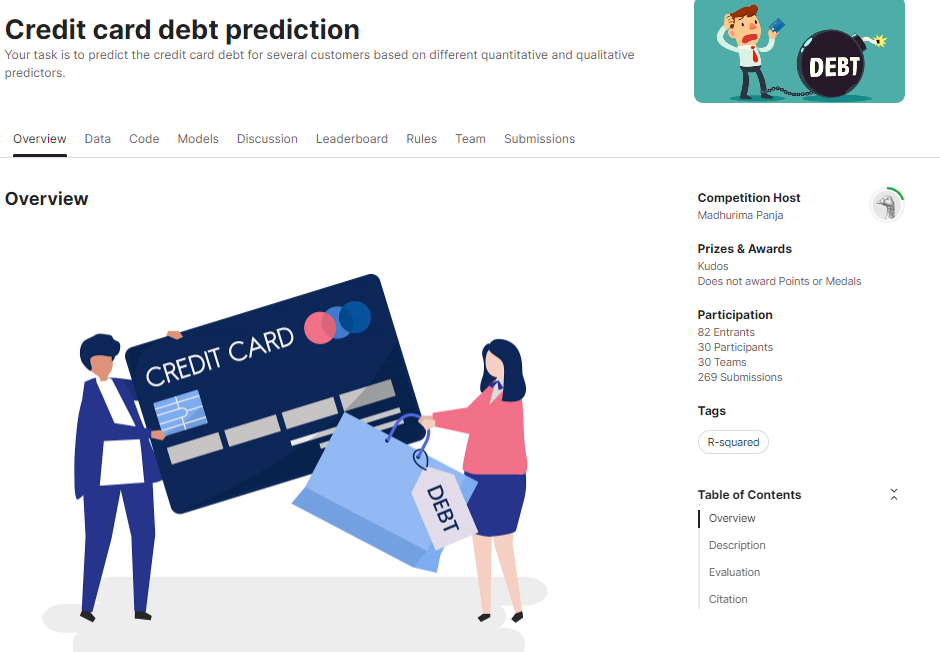 Credit card debt prediction
Your task is to predict the credit card debt for several customers based on different quantitative and qualitative
predictors.
DEBT
Overview
Data
Code
Models
Discussion
Leaderboard
Rules
Team
Submissions
Overview
CREDIT CARD
DEBT
Competition Host
Madhurima Panja
Prizes & Awards
Kudos
Does not award Points or Medals
Participation
82 Entrants
30 Participants
30 Teams
269 Submissions
Tags
R-squared
Table of Contents
Overview
Description
Evaluation
Citation